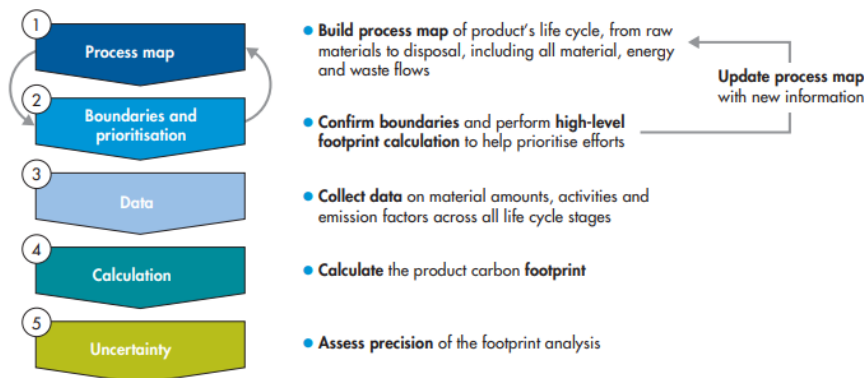 1
Process map
● Build process map of product's life cycle, from raw
materials to disposal, including all material, energy
and waste flows
Update process map
with new information
2
Boundaries and
prioritisation
● Confirm boundaries and perform high-level
footprint calculation to help prioritise efforts
3
Data
● Collect data on material amounts, activities and
emission factors across all life cycle stages
4
Calculation
● Calculate the product carbon footprint
5
Uncertainty
● Assess precision of the footprint analysis